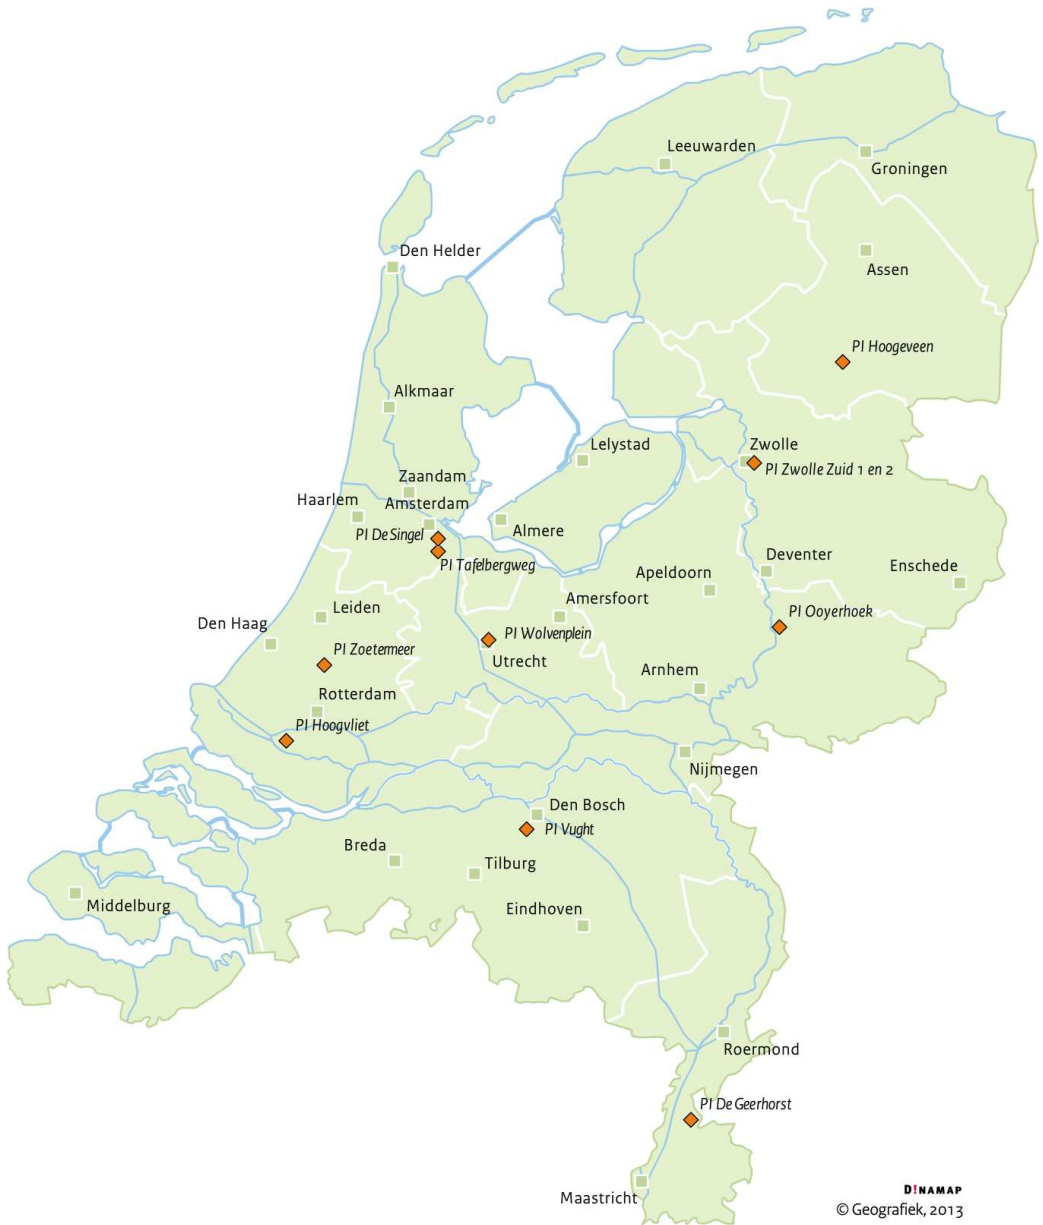 Leeuwarden
Groningen
Den Helder
Assen
PI Hoogeveen
Alkmaar
Lelystad
Zwolle
PI Zwolle Zuid 1 en 2
Zaandam
Haarlem
Amsterdam
PI De Singel
Almere
PI Tafelbergweg
Deventer
Apeldoorn
Enschede
Amersfoort
Leiden
PI Ooyerhoek
Den Haag
PI Wolvenplein
PI Zoetermeer
Utrecht
Arnhem
Rotterdam
PI Hoogvliet
Nijmegen
Den Bosch
PI Vught
Breda
Tilburg
Middelburg
Eindhoven
Roermond
PI De Geerhorst
Maastricht
D!NAMAP
© Geografiek, 2013